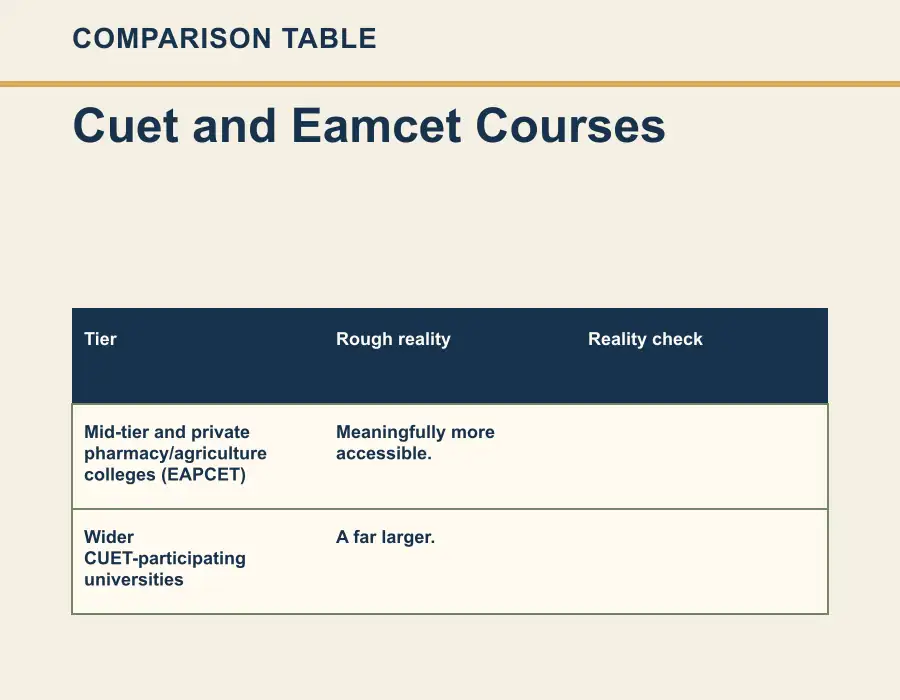 COMPARISON TABLE
Cuet and Eamcet Courses
Tier
Rough reality
Reality check
Mid-tier and private
pharmacy/agriculture
colleges (EAPCET)
Meaningfully more
accessible.
Wider
CUET-participating
universities
A far larger.